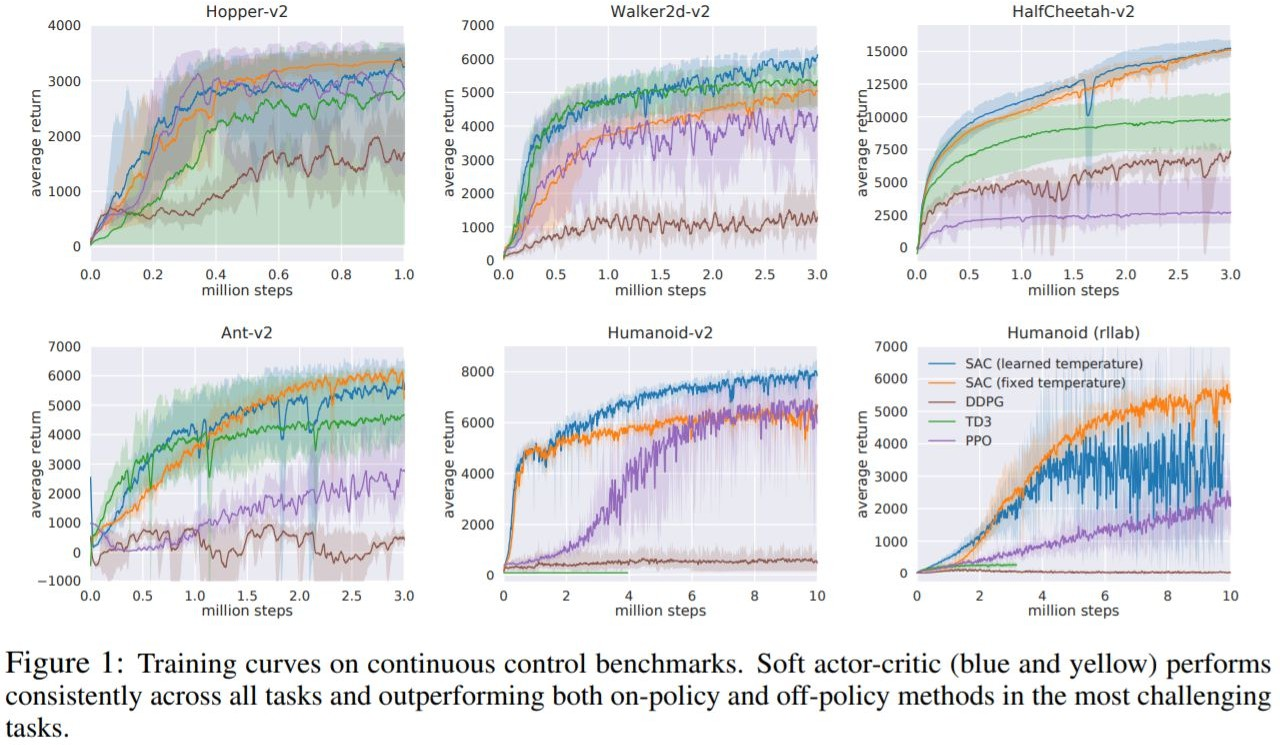 Hopper-v2
4000
3000
2000
1000
0
average return
0.0 0.2 0.4 0.6 0.8 1.0
million steps
Walker2d-v2
7000
6000
5000
4000
3000
2000
1000
0
average return
0.0 0.5 1.0 1.5 2.0 2.5 3.0
million steps
HalfCheetah-v2
15000
12500
10000
7500
5000
2500
0
average return
0.0 0.5 1.0 1.5 2.0 2.5 3.0
million steps
Ant-v2
7000
6000
5000
4000
3000
2000
1000
0
−1000
average return
0.0 0.5 1.0 1.5 2.0 2.5 3.0
million steps
Humanoid-v2
8000
6000
4000
2000
0
average return
0 2 4 6 8 10
million steps
Humanoid (rllab)
7000
6000
5000
4000
3000
2000
1000
0
average return
SAC (learned temperature)
SAC (fixed temperature)
DDPG
TD3
PPO
0 2 4 6 8 10
million steps
Figure 1: Training curves on continuous control benchmarks. Soft actor-critic (blue and yellow) performs
consistently across all tasks and outperforming both on-policy and off-policy methods in the most challenging
tasks.